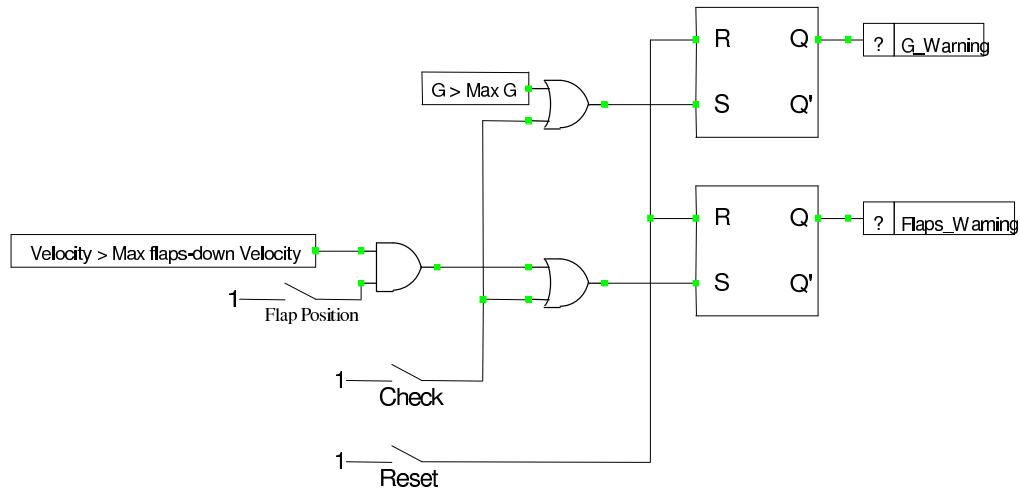 R Q ? G_Warning
G > Max G
S Q'
R Q ? Flaps_Warning
Velocity > Max flaps-down Velocity
S Q'
1
Flap Position
1
Check
1
Reset